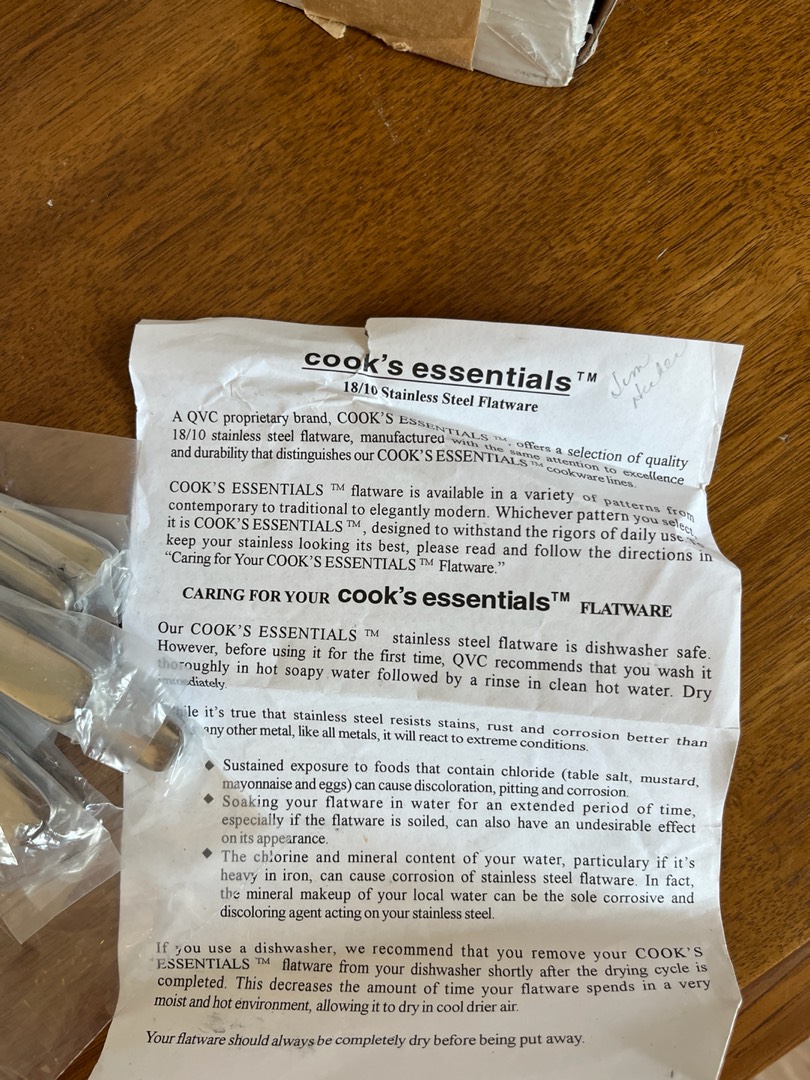 cook's essentials™
18/10 Stainless Steel Flatware
Jim
A QVC proprietary brand, COOK'S ESSENTIALS ™, offers a selection of quality
18/10 stainless steel flatware, manufactured with the same attention to excellence
and durability that distinguishes our COOK'S ESSENTIALS ™ cookware lines.
COOK'S ESSENTIALS ™ flatware is available in a variety of patterns from
contemporary to traditional to elegantly modern. Whichever pattern you select,
it is COOK'S ESSENTIALS ™, designed to withstand the rigors of daily use.
keep your stainless looking its best, please read and follow the directions in
"Caring for Your COOK'S ESSENTIALS ™ Flatware."
CARING FOR YOUR cook's essentials™ FLATWARE
Our COOK'S ESSENTIALS ™ stainless steel flatware is dishwasher safe.
However, before using it for the first time, QVC recommends that you wash it
thoroughly in hot soapy water followed by a rinse in clean hot water. Dry
immediately.
ile it's true that stainless steel resists stains, rust and corrosion better than
any other metal, like all metals, it will react to extreme conditions.
◆ Sustained exposure to foods that contain chloride (table salt, mustard,
mayonnaise and eggs) can cause discoloration, pitting and corrosion.
◆ Soaking your flatware in water for an extended period of time,
especially if the flatware is soiled, can also have an undesirable effect
on its appearance.
◆ The chlorine and mineral content of your water, particularly if it's
heavy in iron, can cause corrosion of stainless steel flatware. In fact,
the mineral makeup of your local water can be the sole corrosive and
discoloring agent acting on your stainless steel.
If you use a dishwasher, we recommend that you remove your COOK'S
ESSENTIALS ™ flatware from your dishwasher shortly after the drying cycle is
completed. This decreases the amount of time your flatware spends in a very
moist and hot environment, allowing it to dry in cool drier air.
Your flatware should always be completely dry before being put away.